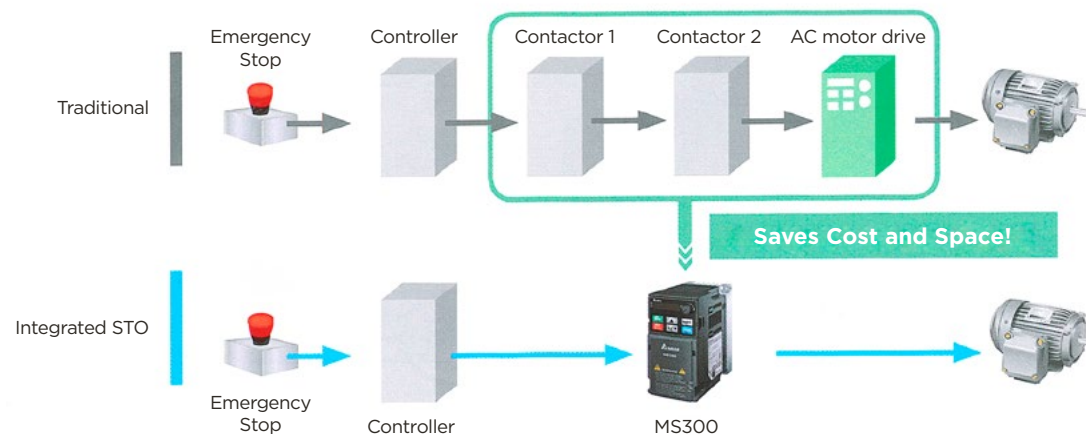 Emergency
Stop
Controller
Contactor 1
Contactor 2
AC motor drive
Traditional
Saves Cost and Space!
Integrated STO
Emergency
Stop
Controller
MS300